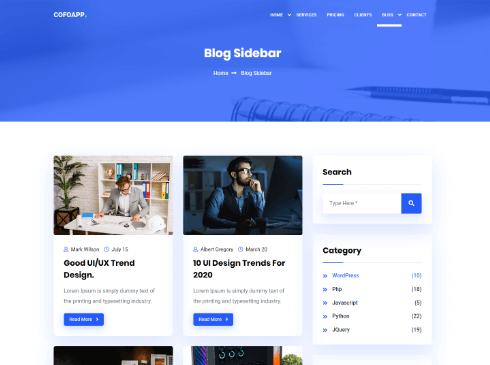 COFOAPP.
HOME SERVICES PRICING CLIENTS BLOG CONTACT
Blog Sidebar
Home → Blog Sidebar
Mark Wilson July 15
Good UI/UX Trend
Design.
Lorem Ipsum is simply dummy text of
the printing and typesetting industry.
Read More >
Albert Gregory March 20
10 UI Design Trends For
2020
Lorem Ipsum is simply dummy text of
the printing and typesetting industry.
Read More >
Search
Type Here *
Category
WordPress (10)
Php (18)
Javascript (5)
Python (22)
JQuery (19)